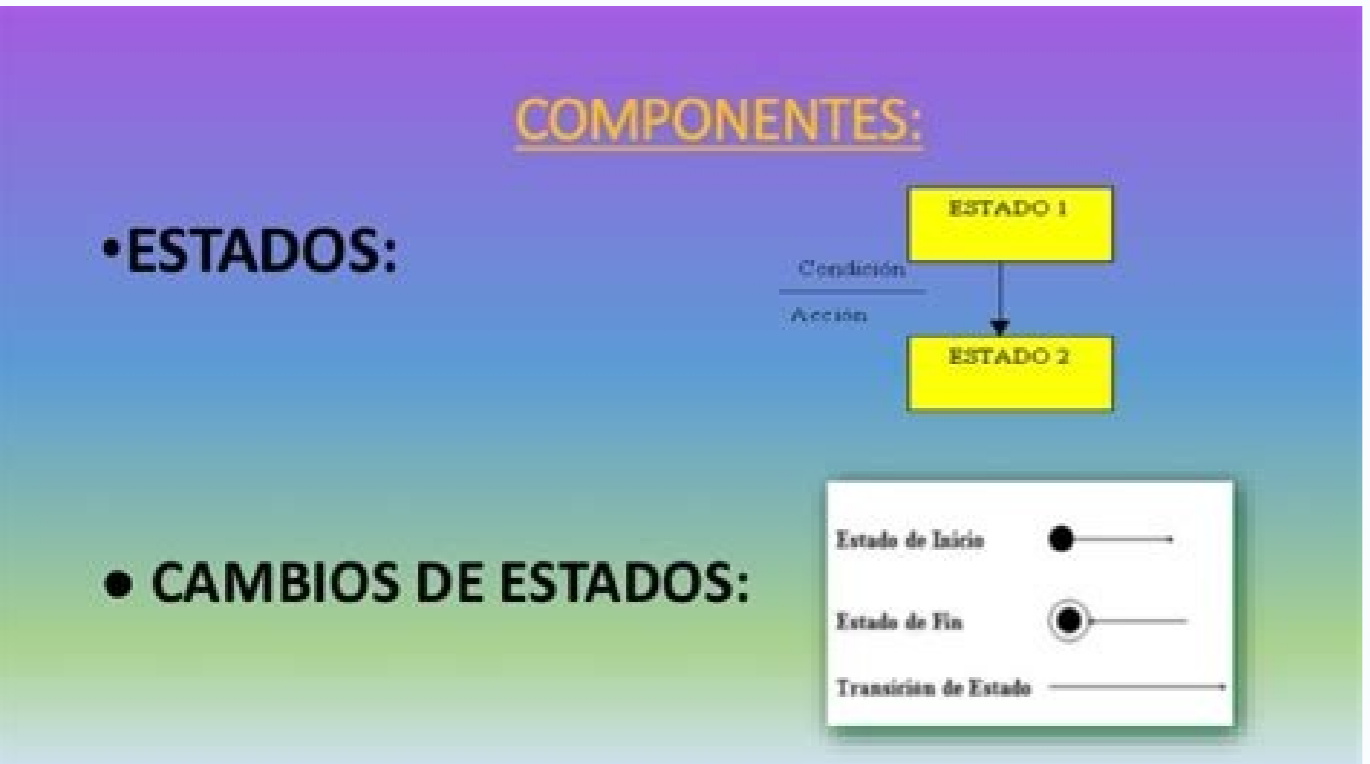 COMPONENTES:
•ESTADOS:
ESTADO 1
Condición
Acción
ESTADO 2
● CAMBIOS DE ESTADOS:
Estado de Inicio
Estado de Fin
Transición de Estado